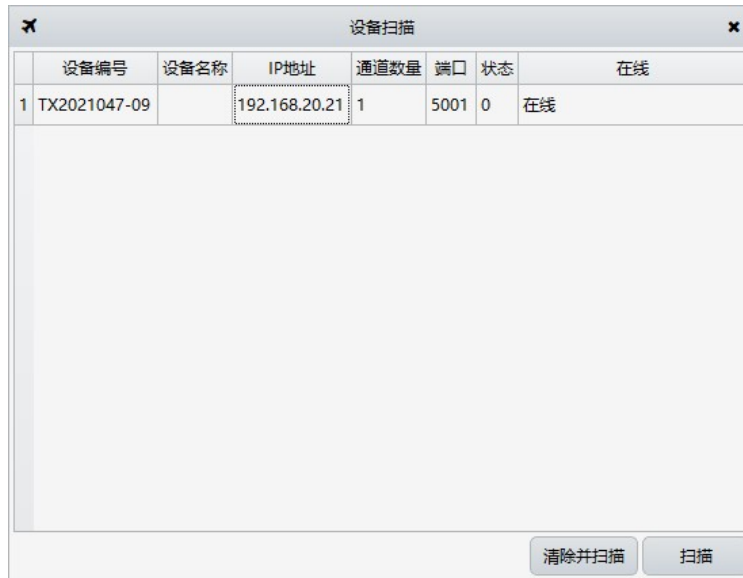 设备扫描
设备编号 设备名称 IP地址 通道数量 端口 状态 在线
1 TX2021047-09 192.168.20.21 1 5001 0 在线
清除并扫描 扫描